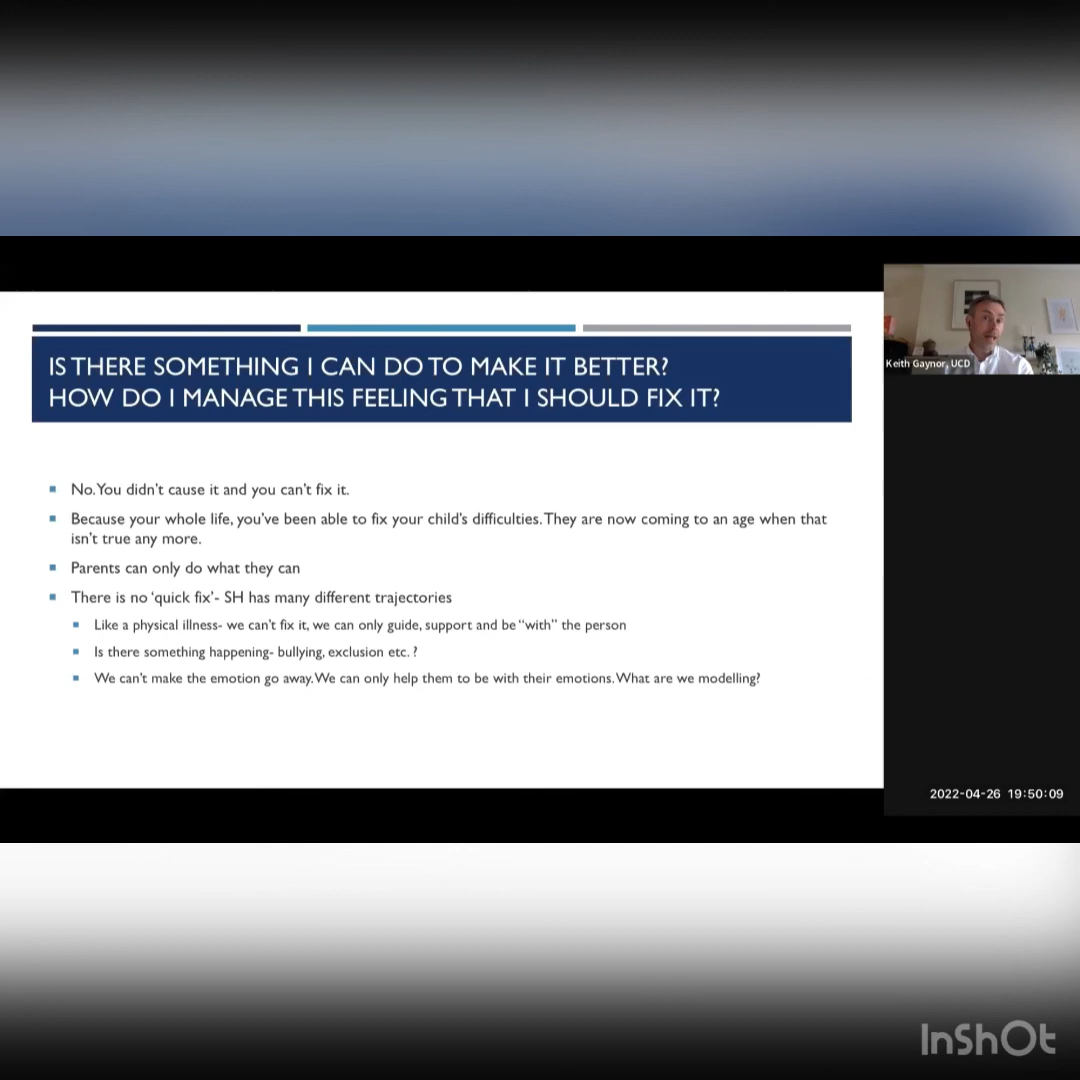 IS THERE SOMETHING I CAN DO TO MAKE IT BETTER?
HOW DO I MANAGE THIS FEELING THAT I SHOULD FIX IT?
Keith Gaynor, UCD
No. You didn't cause it and you can't fix it.
Because your whole life, you've been able to fix your child's difficulties. They are now coming to an age when that
isn't true any more.
Parents can only do what they can
There is no 'quick fix'- SH has many different trajectories
Like a physical illness- we can't fix it, we can only guide, support and be "with" the person
Is there something happening- bullying, exclusion etc. ?
We can't make the emotion go away. We can only help them to be with their emotions. What are we modelling?
2022-04-26 19:50:09
InShOt